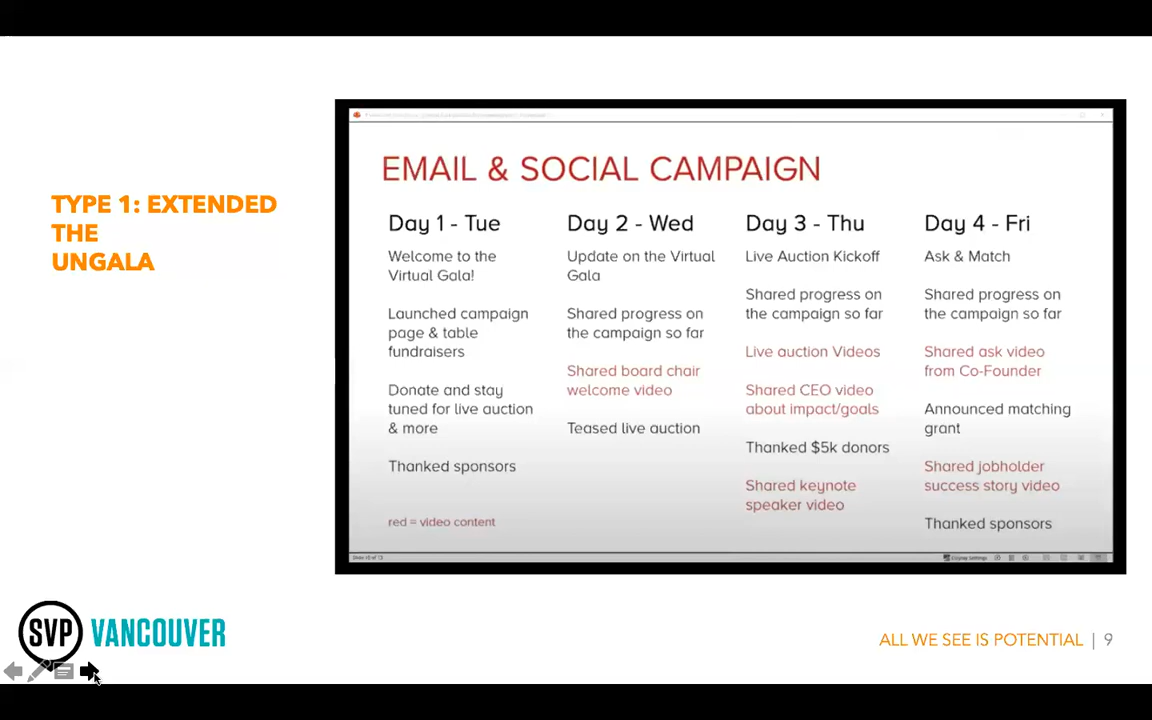 TYPE 1: EXTENDED
THE
UNGALA
EMAIL & SOCIAL CAMPAIGN
Day 1 - Tue
Welcome to the
Virtual Gala!
Launched campaign
page & table
fundraisers
Donate and stay
tuned for live auction
& more
Thanked sponsors
red = video content
Day 2 - Wed
Update on the Virtual
Gala
Shared progress on
the campaign so far
Shared board chair
welcome video
Teased live auction
Day 3 - Thu
Live Auction Kickoff
Shared progress on
the campaign so far
Live auction Videos
Shared CEO video
about impact/goals
Thanked $5k donors
Shared keynote
speaker video
Day 4 - Fri
Ask & Match
Shared progress on
the campaign so far
Shared ask video
from Co-Founder
Announced matching
grant
Shared jobholder
success story video
Thanked sponsors
Slide 10 of 13
Display Settings
SVP VANCOUVER
ALL WE SEE IS POTENTIAL | 9